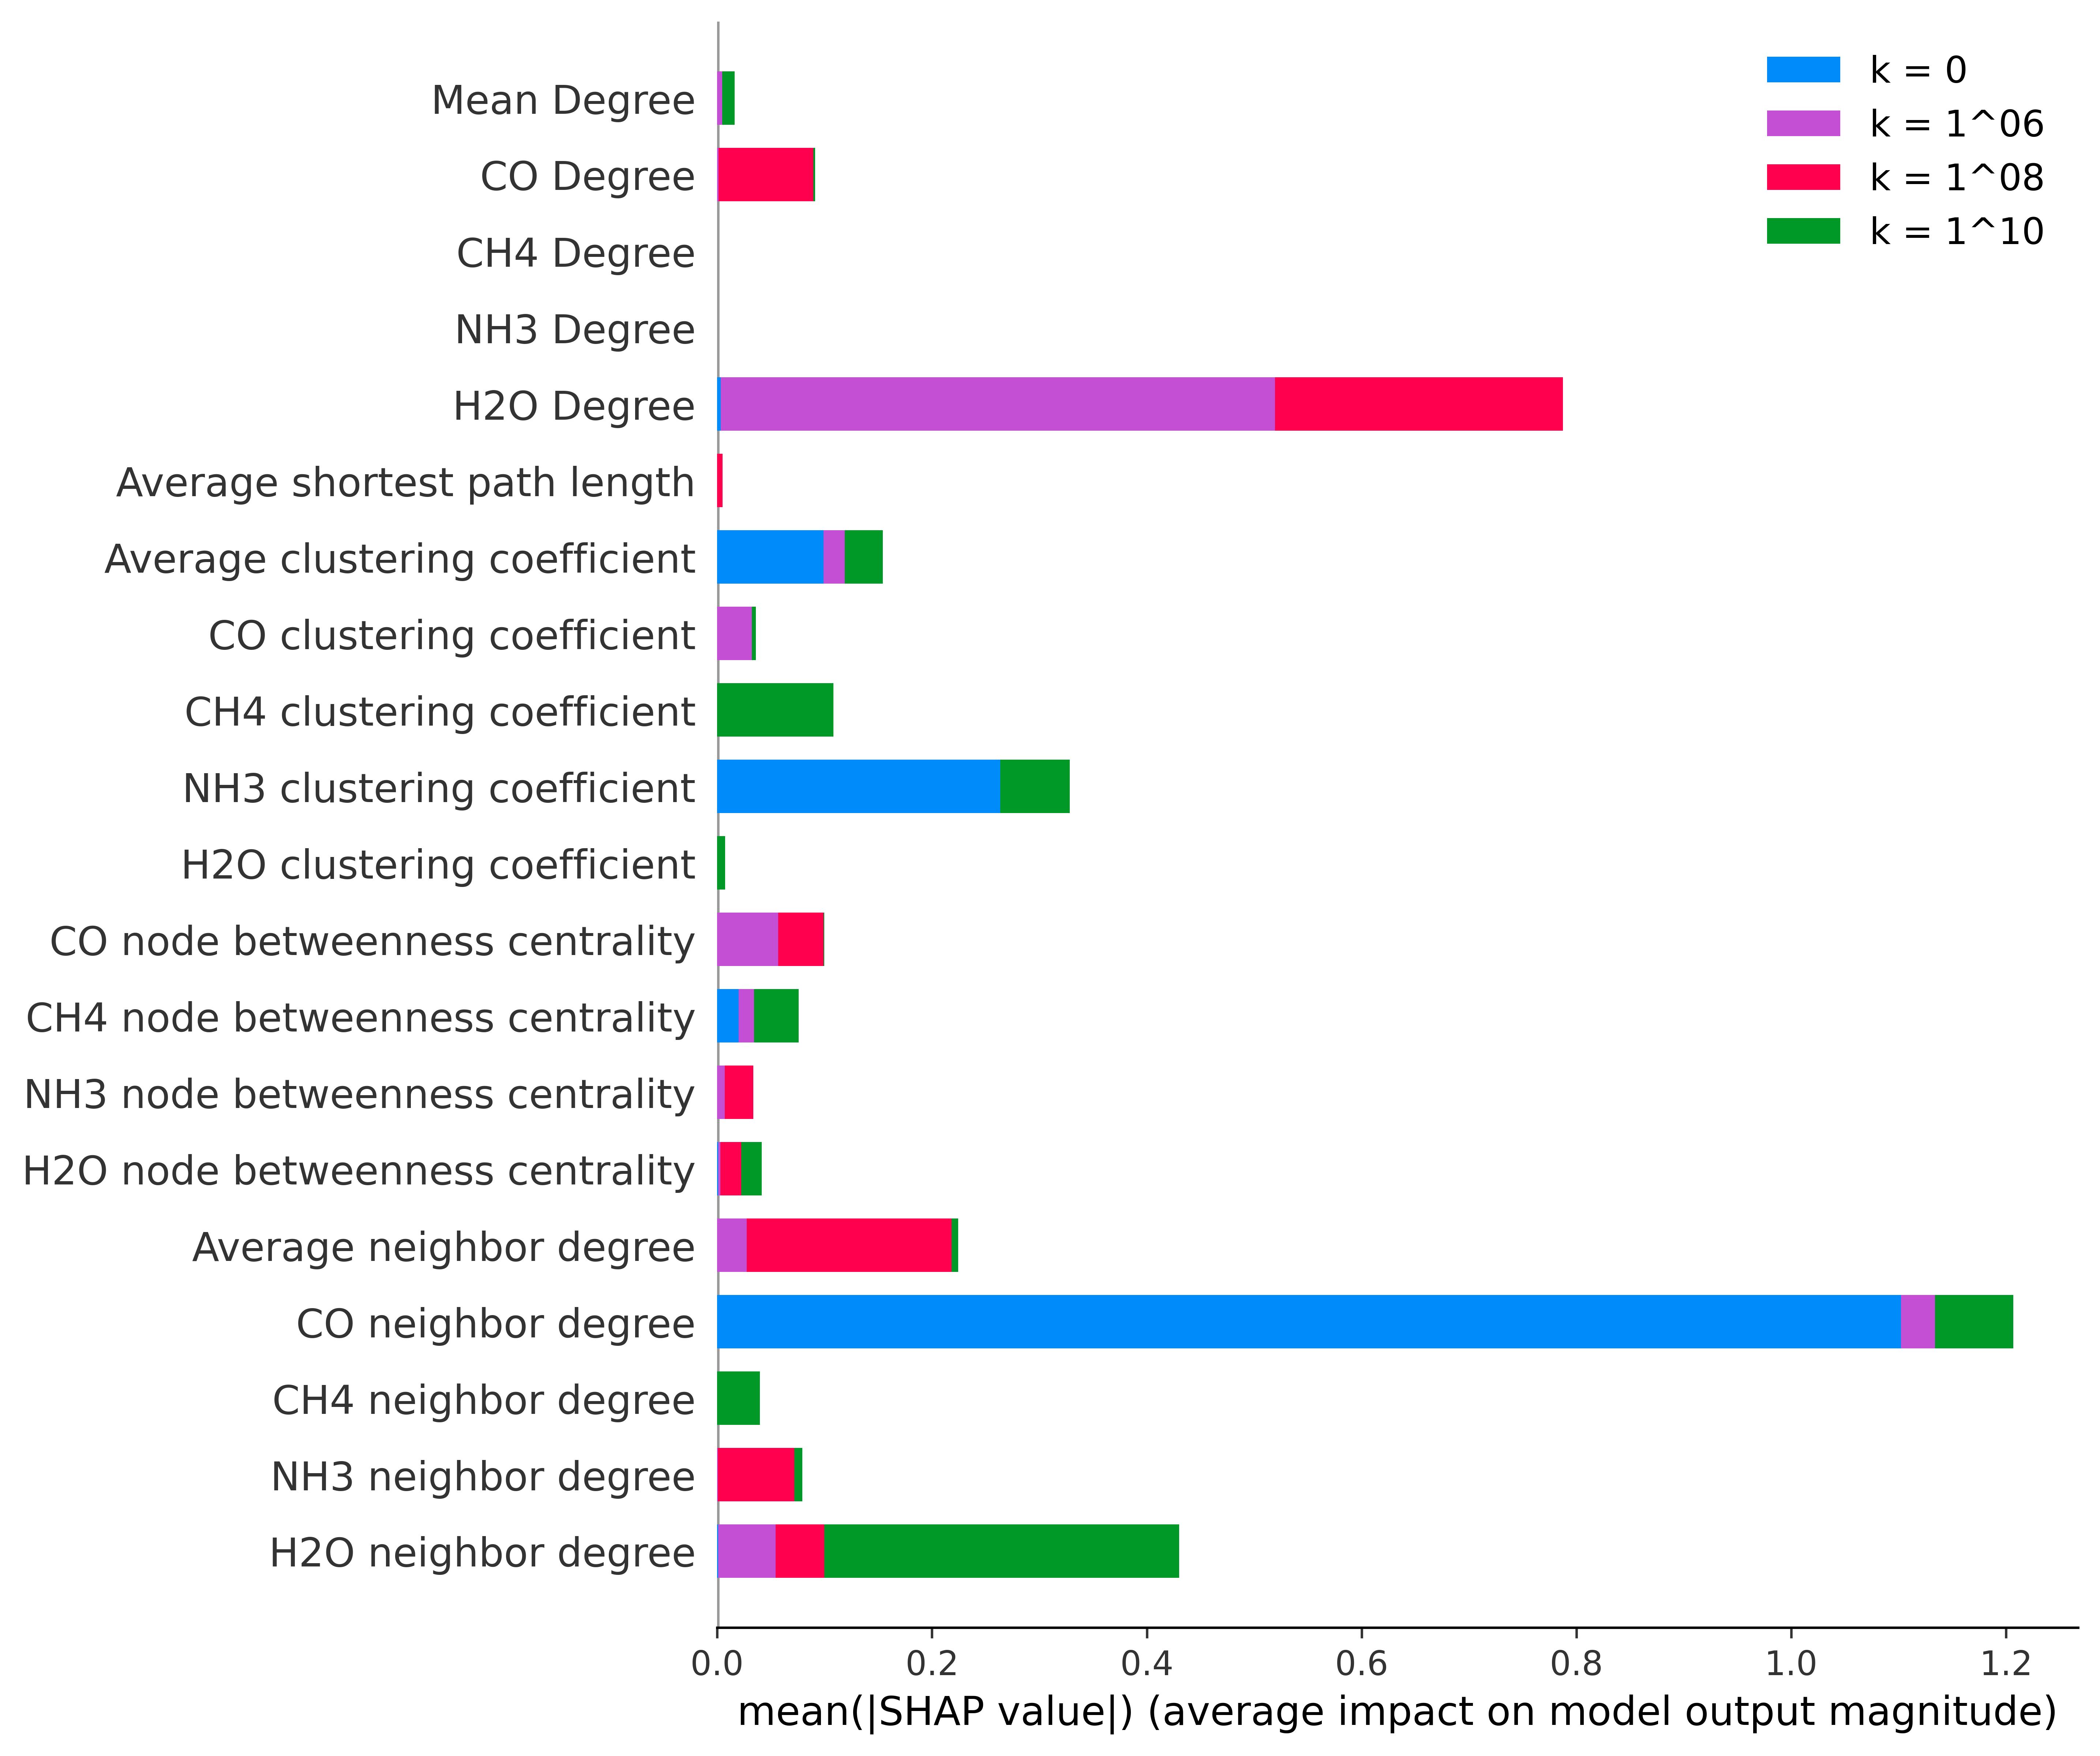 k = 0
k = 1^06
k = 1^08
k = 1^10
Mean Degree
CO Degree
CH4 Degree
NH3 Degree
H2O Degree
Average shortest path length
Average clustering coefficient
CO clustering coefficient
CH4 clustering coefficient
NH3 clustering coefficient
H2O clustering coefficient
CO node betweenness centrality
CH4 node betweenness centrality
NH3 node betweenness centrality
H2O node betweenness centrality
Average neighbor degree
CO neighbor degree
CH4 neighbor degree
NH3 neighbor degree
H2O neighbor degree
0.0 0.2 0.4 0.6 0.8 1.0 1.2
mean(|SHAP value|) (average impact on model output magnitude)